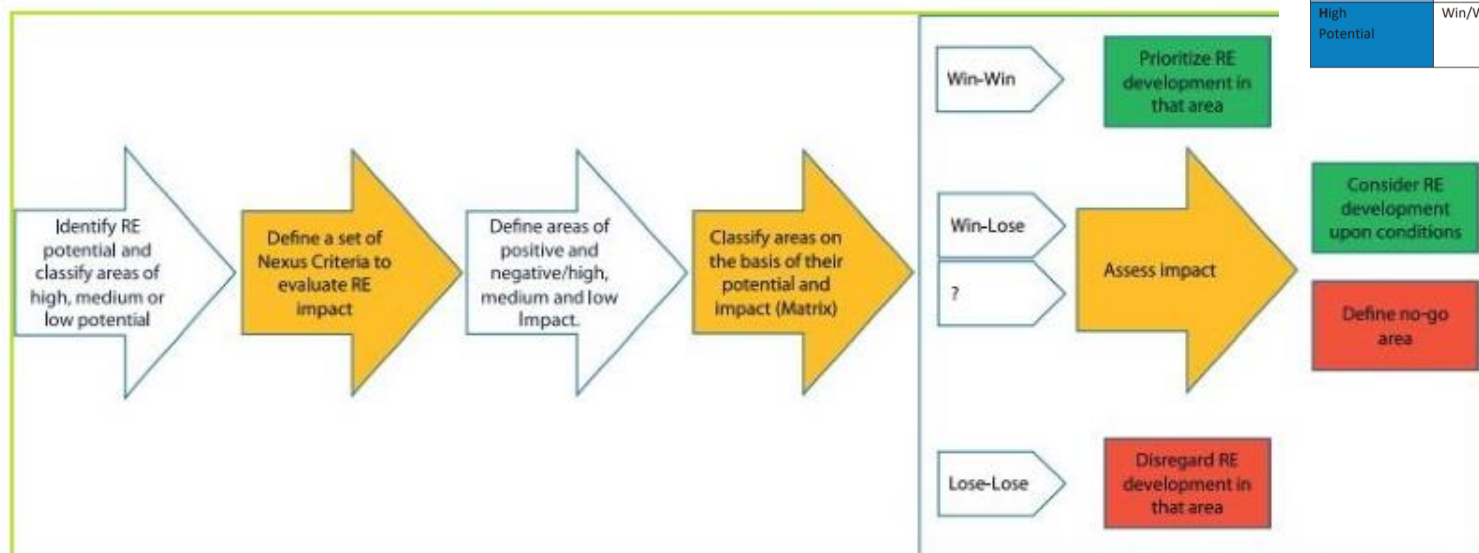 Identify RE
potential and
classify areas of
high, medium or
low potential
Define a set of
Nexus Criteria to
evaluate RE
impact
Define areas of
positive and
negative/high,
medium and low
Impact.
Classify areas on
the basis of their
potential and
impact (Matrix)
Win-Win
Prioritize RE
development in
that area
Win-Lose
?
Assess impact
Consider RE
development
upon conditions
Define no-go
area
Lose-Lose
Disregard RE
development in
that area
High
Potential